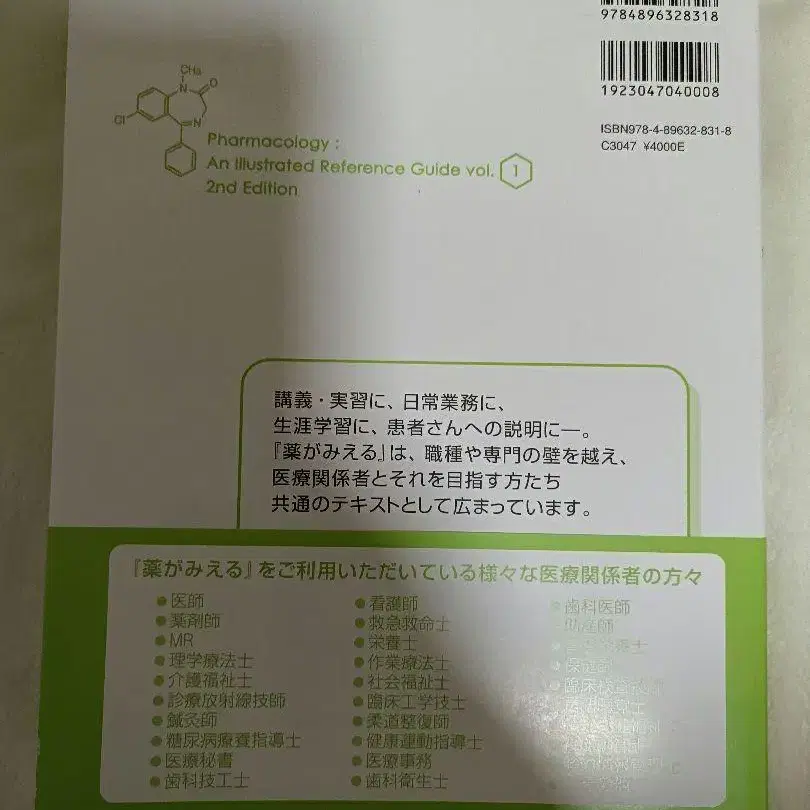 9784896328318
1923047040008
ISBN978-4-89632-831-8
C3047 ¥4000E
CH₃
N
O
Cl
N
Pharmacology :
An Illustrated Reference Guide vol. 1
2nd Edition
講義・実習に、日常業務に、
生涯学習に、患者さんへの説明に―。
『薬がみえる』は、職種や専門の壁を越え、
医療関係者とそれを目指す方たち
共通のテキストとして広まっています。
『薬がみえる』をご利用いただいている様々な医療関係者の方々
●医師
●薬剤師
●MR
●理学療法士
●介護福祉士
●診療放射線技師
●鍼灸師
●糖尿病療養指導士
●医療秘書
●歯科技工士
●看護師
●救急救命士
●栄養士
●作業療法士
●社会福祉士
●臨床工学技士
●柔道整復師
●健康運動指導士
●医療事務
●歯科衛生士
●歯科医師
助産師